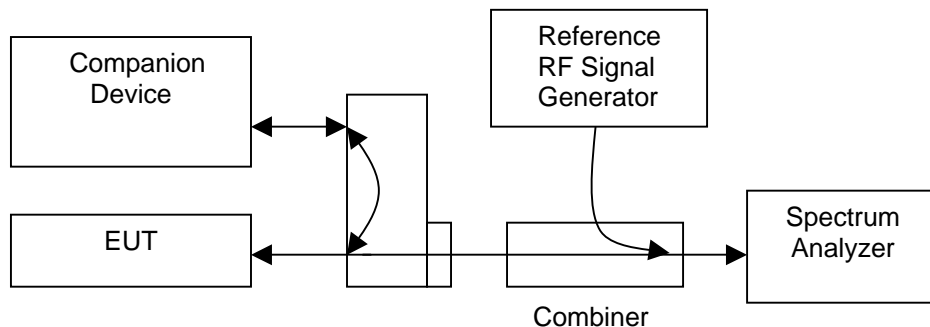 Companion
Device
Reference
RF Signal
Generator
EUT
Spectrum
Analyzer
Combiner